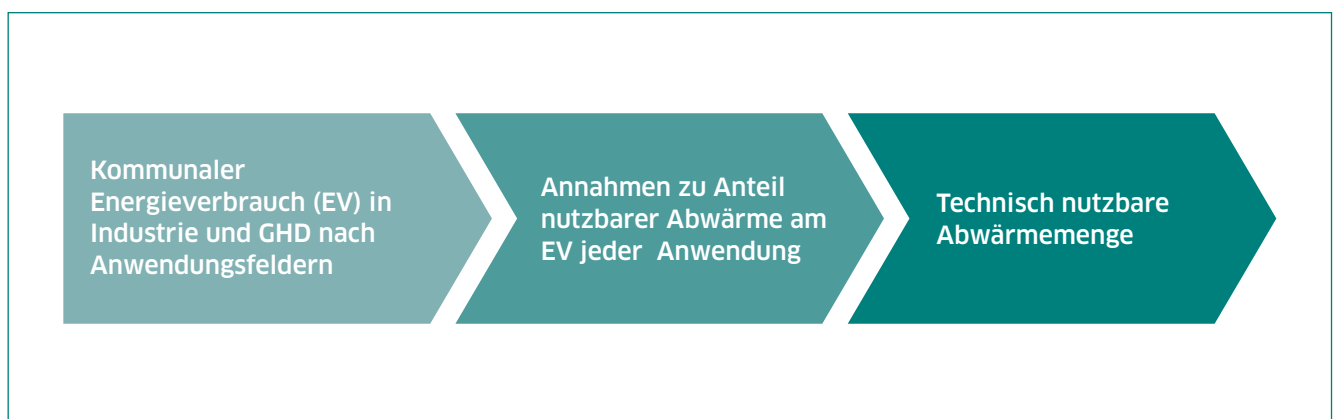 Kommunaler
Energieverbrauch (EV) in
Industrie und GHD nach
Anwendungsfeldern
Annahmen zu Anteil
nutzbarer Abwärme am
EV jeder Anwendung
Technisch nutzbare
Abwärmemenge